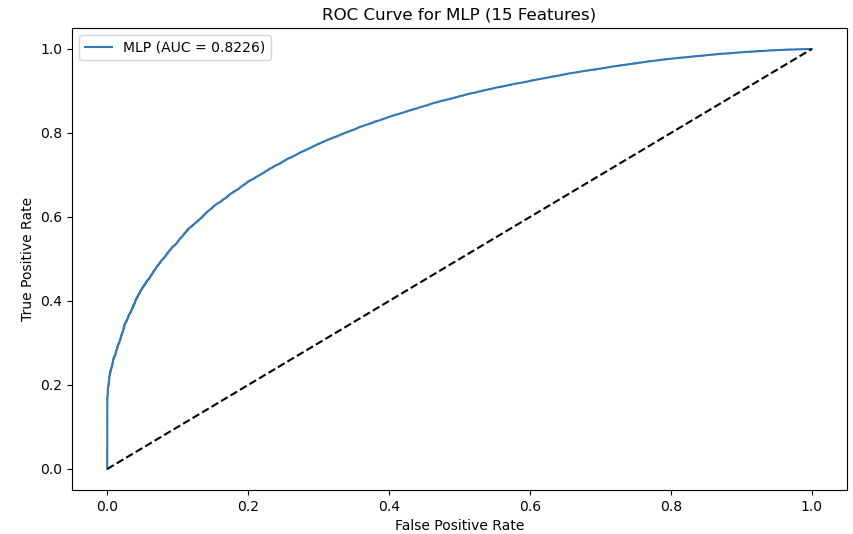 ROC Curve for MLP (15 Features)
MLP (AUC = 0.8226)
True Positive Rate
1.0
0.8
0.6
0.4
0.2
0.0
0.0 0.2 0.4 0.6 0.8 1.0
False Positive Rate